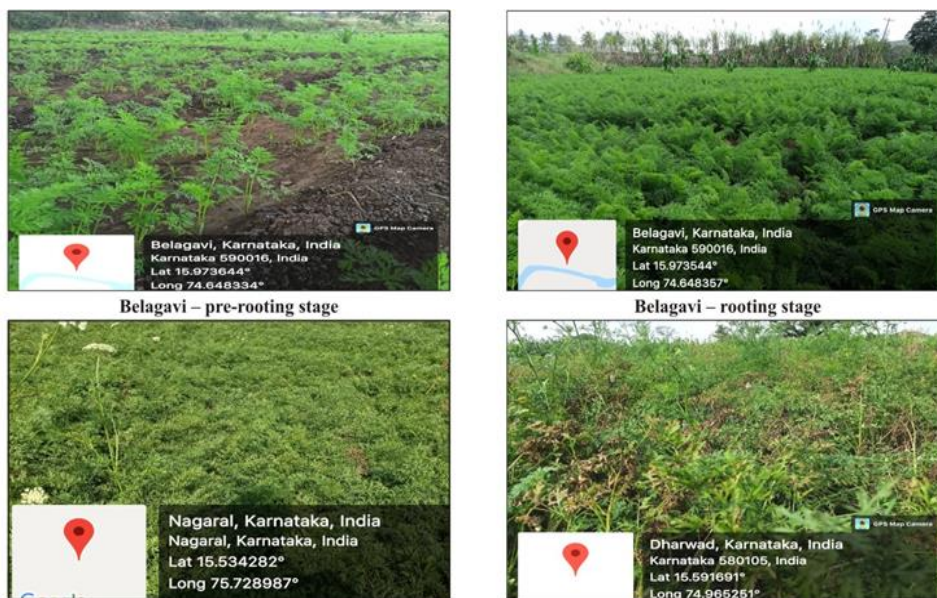 GPS Map Camera
Belagavi, Karnataka, India
Karnataka 590016, India
Lat 15.973644°
Long 74.648334°
Belagavi – pre-rooting stage
GPS Map Camera
Belagavi, Karnataka, India
Karnataka 590016, India
Lat 15.973544°
Long 74.648357°
Belagavi – rooting stage
Nagaral, Karnataka, India
Nagaral, Karnataka, India
Lat 15.534282°
Long 75.728987°
Google
GPS Map Camera
Dharwad, Karnataka, India
Karnataka 580105, India
Lat 15.591691°
Long 74.965251°